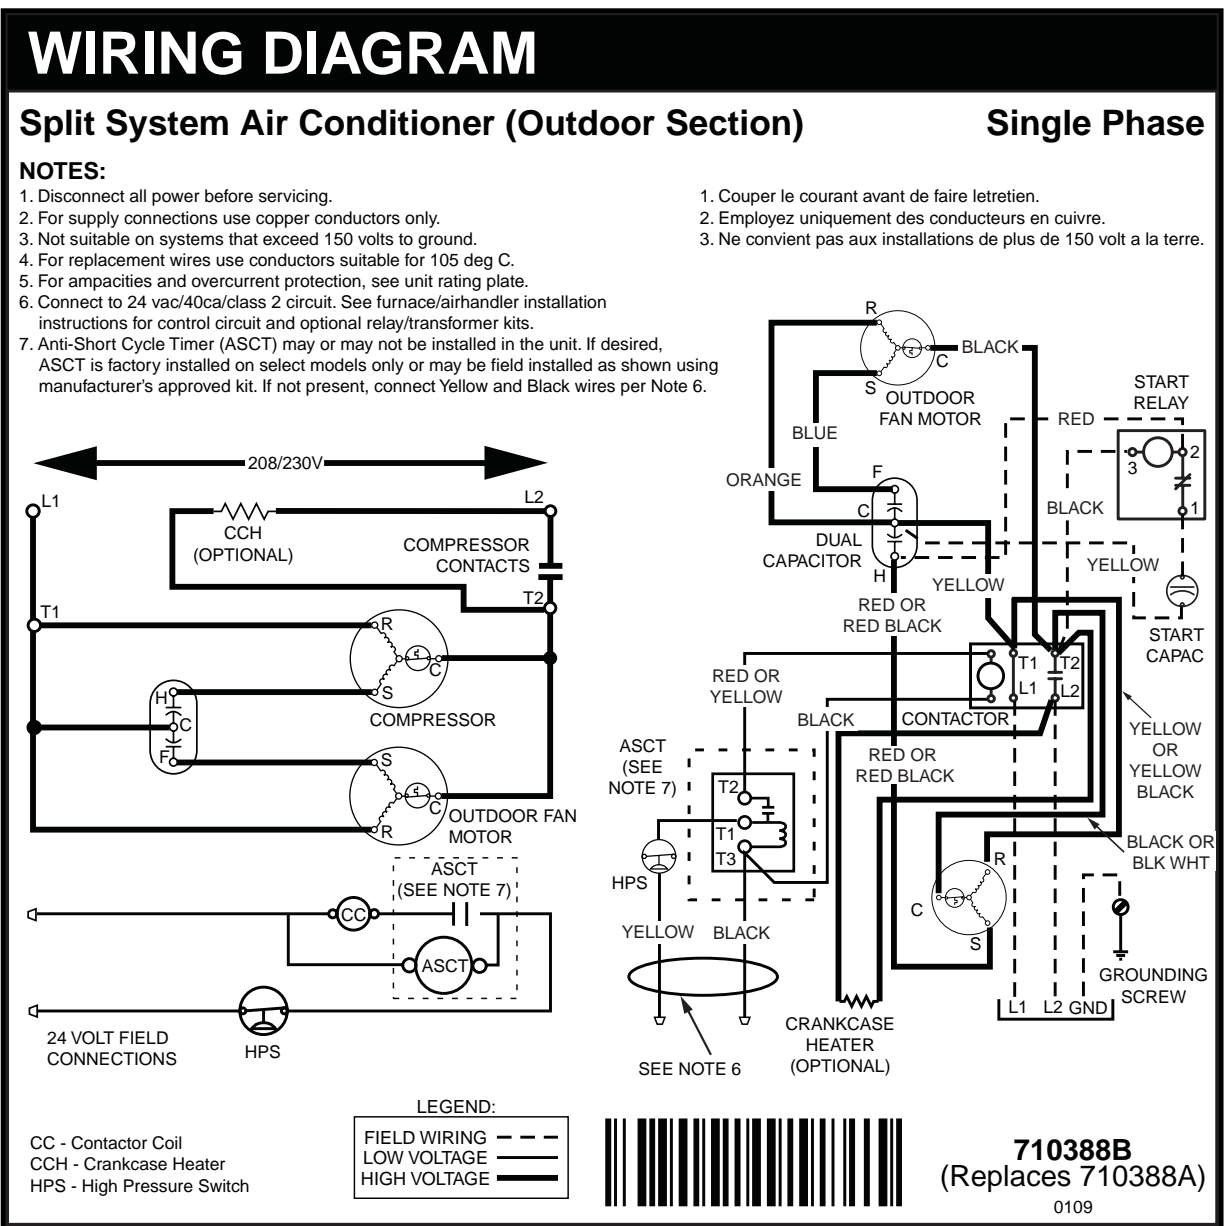 WIRING DIAGRAM
Split System Air Conditioner (Outdoor Section)
Single Phase
NOTES:
1. Disconnect all power before servicing.
2. For supply connections use copper conductors only.
3. Not suitable on systems that exceed 150 volts to ground.
4. For replacement wires use conductors suitable for 105 deg C.
5. For ampacities and overcurrent protection, see unit rating plate.
6. Connect to 24 vac/40ca/class 2 circuit. See furnace/airhandler installation
instructions for control circuit and optional relay/transformer kits.
7. Anti-Short Cycle Timer (ASCT) may or may not be installed in the unit. If desired,
ASCT is factory installed on select models only or may be field installed as shown using
manufacturer's approved kit. If not present, connect Yellow and Black wires per Note 6.
1. Couper le courant avant de faire letretien.
2. Employez uniquement des conducteurs en cuivre.
3. Ne convient pas aux installations de plus de 150 volt a la terre.
208/230V
L1
L2
CCH
(OPTIONAL)
COMPRESSOR
CONTACTS
T1
T2
R
C
S
COMPRESSOR
H
C
F
S
C
R
OUTDOOR FAN
MOTOR
ASCT
(SEE NOTE 7)
CC
ASCT
24 VOLT FIELD
CONNECTIONS
HPS
R
BLACK
C
S
OUTDOOR
FAN MOTOR
START
RELAY
RED
BLUE
ORANGE
F
C
H
DUAL
CAPACITOR
3
2
1
BLACK
YELLOW
YELLOW
RED OR
RED BLACK
START
CAPAC
T1
T2
L1
L2
CONTACTOR
RED OR
YELLOW
BLACK
ASCT
(SEE
NOTE 7)
RED OR
RED BLACK
YELLOW
OR
YELLOW
BLACK
T2
T1
T3
HPS
BLACK OR
BLK WHT
R
C
S
YELLOW
BLACK
GROUNDING
SCREW
L1
L2
GND
CRANKCASE
HEATER
(OPTIONAL)
SEE NOTE 6
CC - Contactor Coil
CCH - Crankcase Heater
HPS - High Pressure Switch
LEGEND:
FIELD WIRING
LOW VOLTAGE
HIGH VOLTAGE
710388B
(Replaces 710388A)
0109